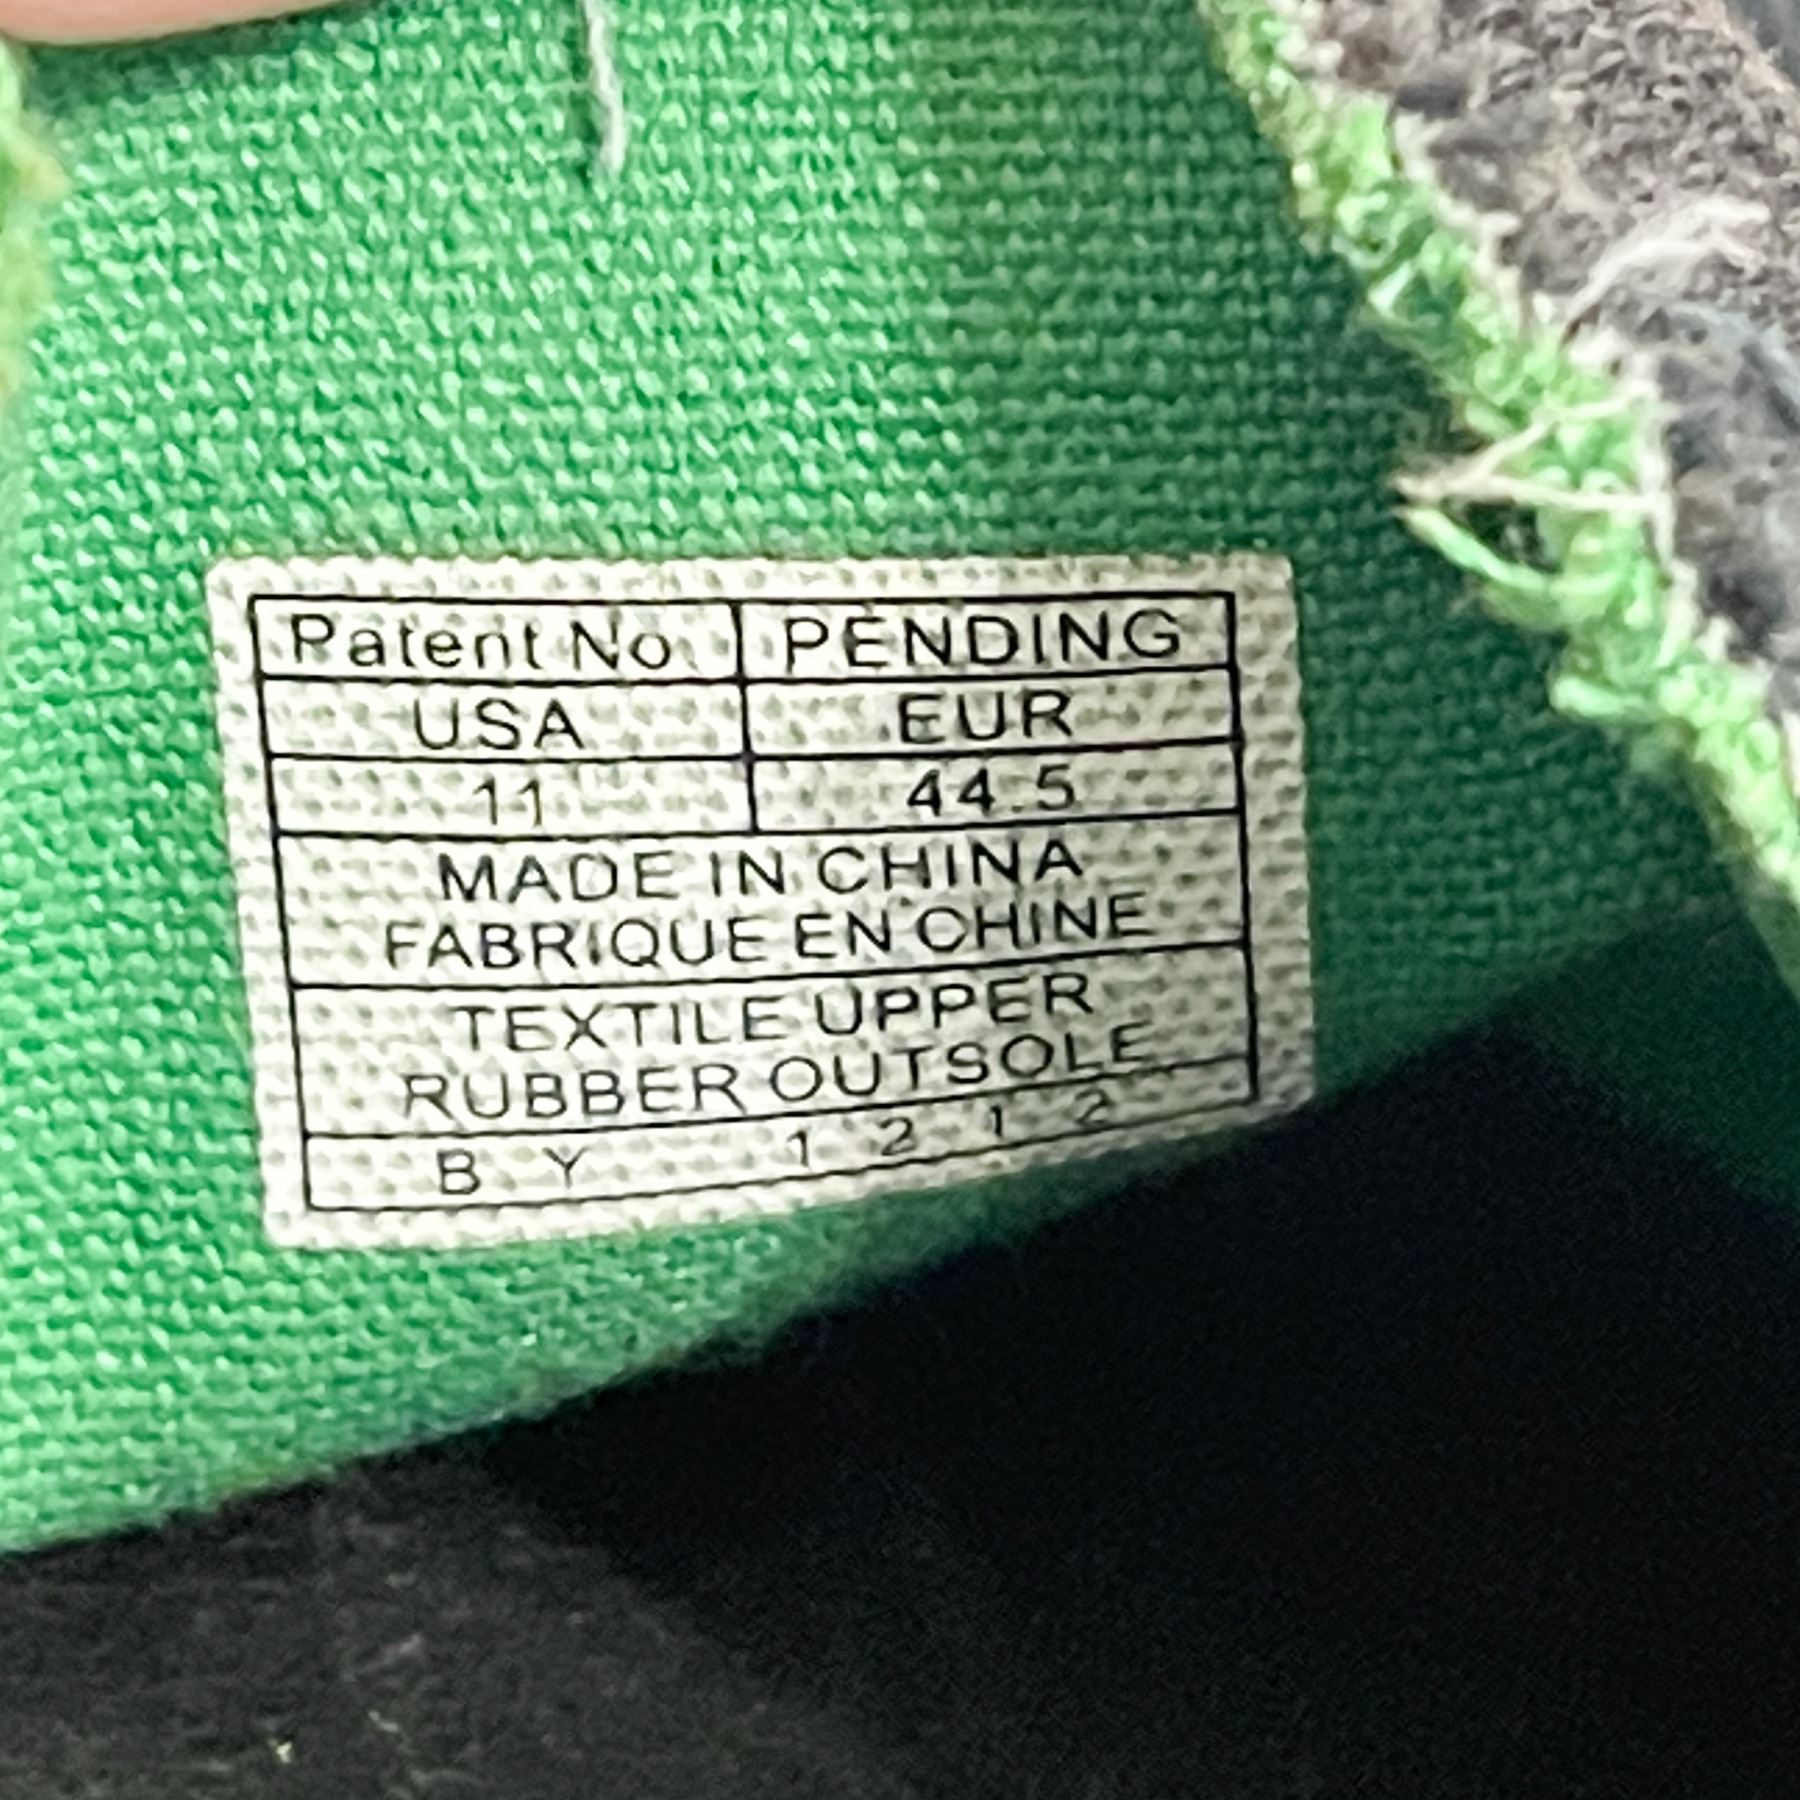 Patent No PENDING
USA EUR
11 44.5
MADE IN CHINA
FABRIQUE EN CHINE
TEXTILE UPPER
RUBBER OUTSOLE
B Y 1 2 1 2